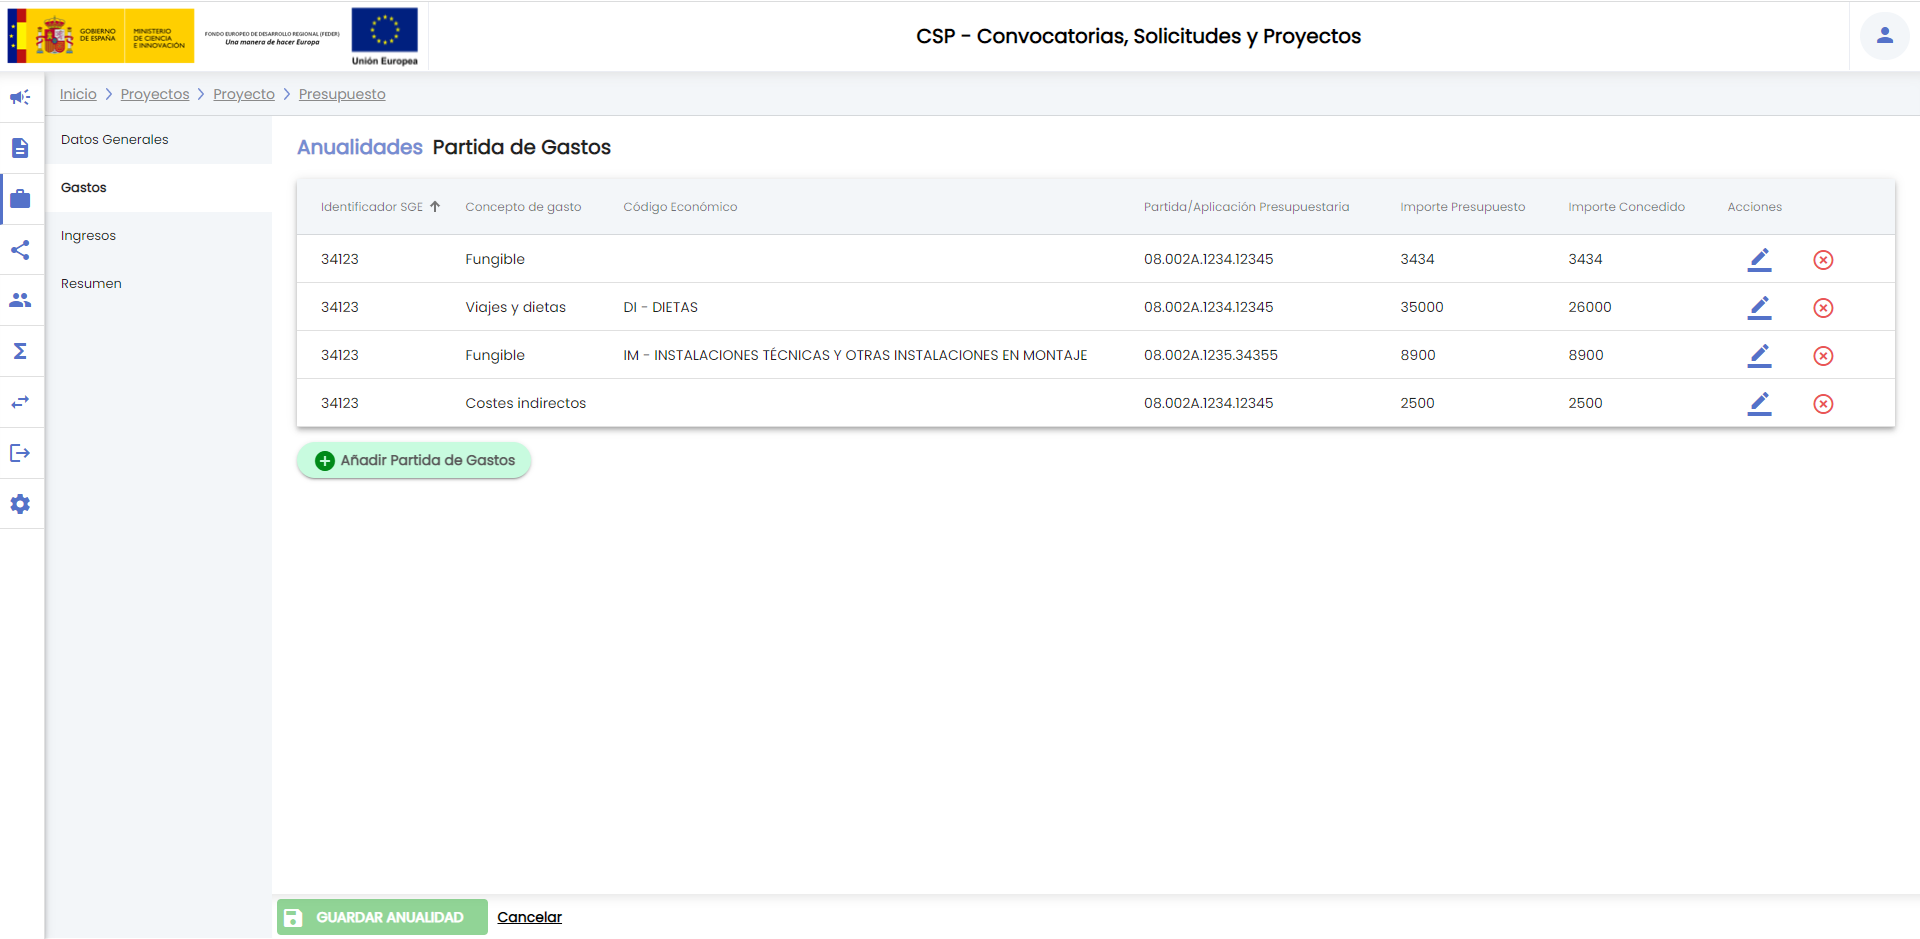 GOBIERNO DE ESPAÑA
MINISTERIO DE CIENCIA E INNOVACIÓN
FONDO EUROPEO DE DESARROLLO REGIONAL (FEDER)
Una manera de hacer Europa
Unión Europea
CSP - Convocatorias, Solicitudes y Proyectos
Inicio > Proyectos > Proyecto > Presupuesto
Datos Generales
Gastos
Ingresos
Resumen
Anualidades Partida de Gastos
Identificador SGE Concepto de gasto Código Económico Partida/Aplicación Presupuestaria Importe Presupuesto Importe Concedido Acciones
34123 Fungible 08.002A.1234.12345 3434 3434
34123 Viajes y dietas DI - DIETAS 08.002A.1234.12345 35000 26000
34123 Fungible IM - INSTALACIONES TÉCNICAS Y OTRAS INSTALACIONES EN MONTAJE 08.002A.1235.34355 8900 8900
34123 Costes indirectos 08.002A.1234.12345 2500 2500
Añadir Partida de Gastos
GUARDAR ANUALIDAD Cancelar